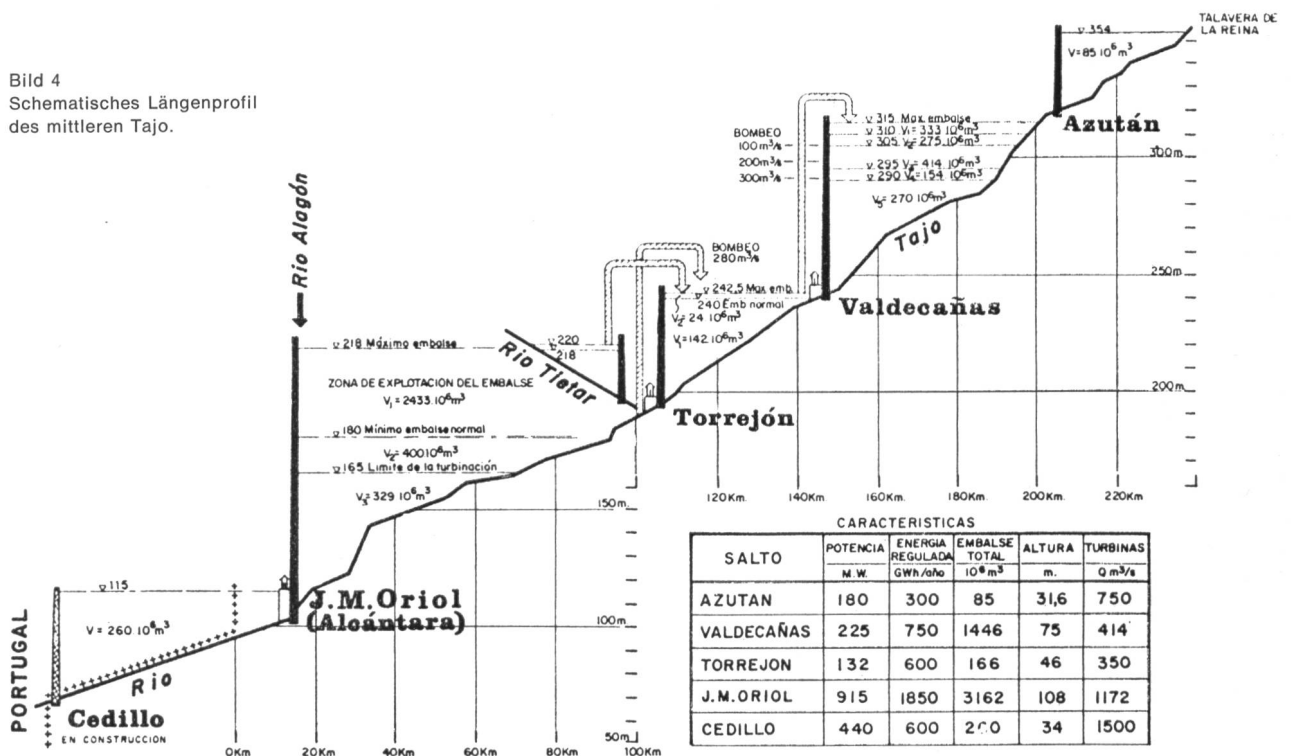 Bild 4
Schematisches Längenprofil
des mittleren Tajo.
TALAVERA DE
LA REINA
354
V=85 10⁶m³
Azután
315 Max embalse
310 V₁=333 10⁶m³
305 V₂=275 10⁶m³
295 V₃=414 10⁶m³
290 V₄=154 10⁶m³
V₅=270 10⁶m³
BOMBEO
100m³/s
200m³/s
300m³/s
Tajo
Valdecañas
300m
250m
200m
BOMBEO
280m³/s
242.5 Max emb.
240 Emb normal
V₂=24 10⁶m³
V₁=142 10⁶m³
Torrejón
220
218
Rio Tietar
Rio Alagón
218 Máximo embalse
ZONA DE EXPLOTACION DEL EMBALSE
V₁=2433.10⁶m³
180 Mínimo embalse normal
V₂=400 10⁶m³
165 Limite de la turbinación
V₃=329 10⁶m³
J.M.Oriol
(Alcántara)
115
V=260 10⁶m³
PORTUGAL
Rio
Cedillo
EN CONSTRUCCION
150m
100m
50m
0Km 20Km 40Km 60Km 80Km 100Km
120Km 140Km 160Km 180Km. 200Km. 220Km
CARACTERISTICAS
SALTO POTENCIA ENERGIA REGULADA EMBALSE TOTAL ALTURA TURBINAS
M.W. GWh/año 10⁶m³ m. Q m³/s
AZUTAN 180 300 85 31,6 750
VALDECAÑAS 225 750 1446 75 414
TORREJON 132 600 166 46 350
J.M.ORIOL 915 1850 3162 108 1172
CEDILLO 440 600 34 1500